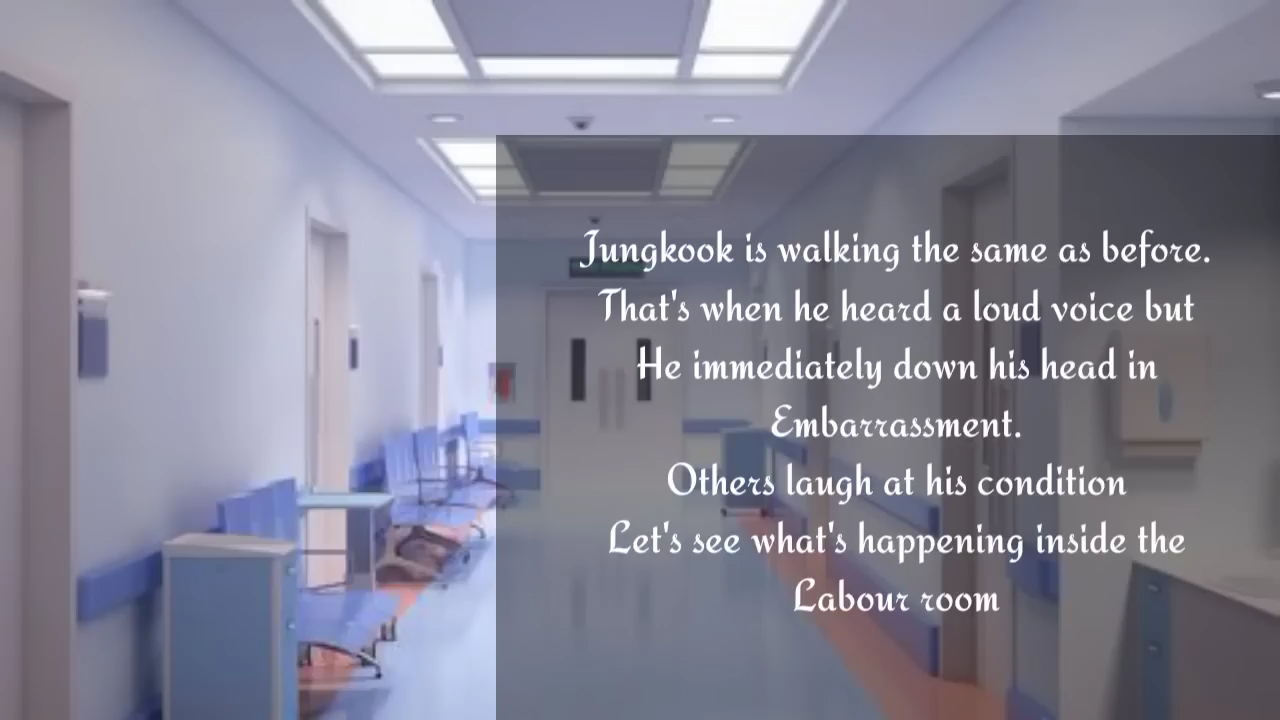 Jungkook is walking the same as before.
That's when he heard a loud voice but
He immediately down his head in
Embarrassment.
Others laugh at his condition
Let's see what's happening inside the
Labour room